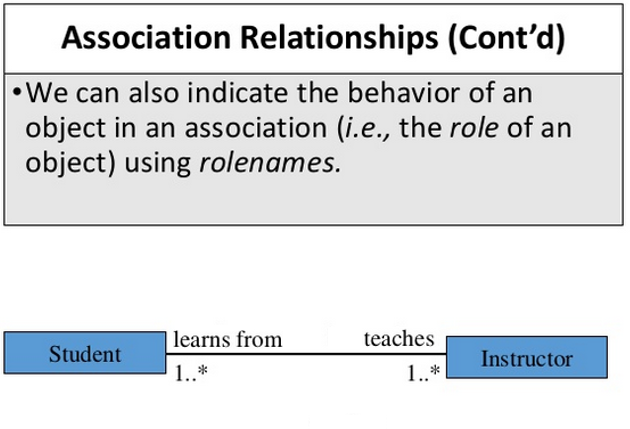 Association Relationships (Cont’d)
•We can also indicate the behavior of an
object in an association (i.e., the role of an
object) using rolenames.
learns from teaches
Student Instructor
1..* 1..*